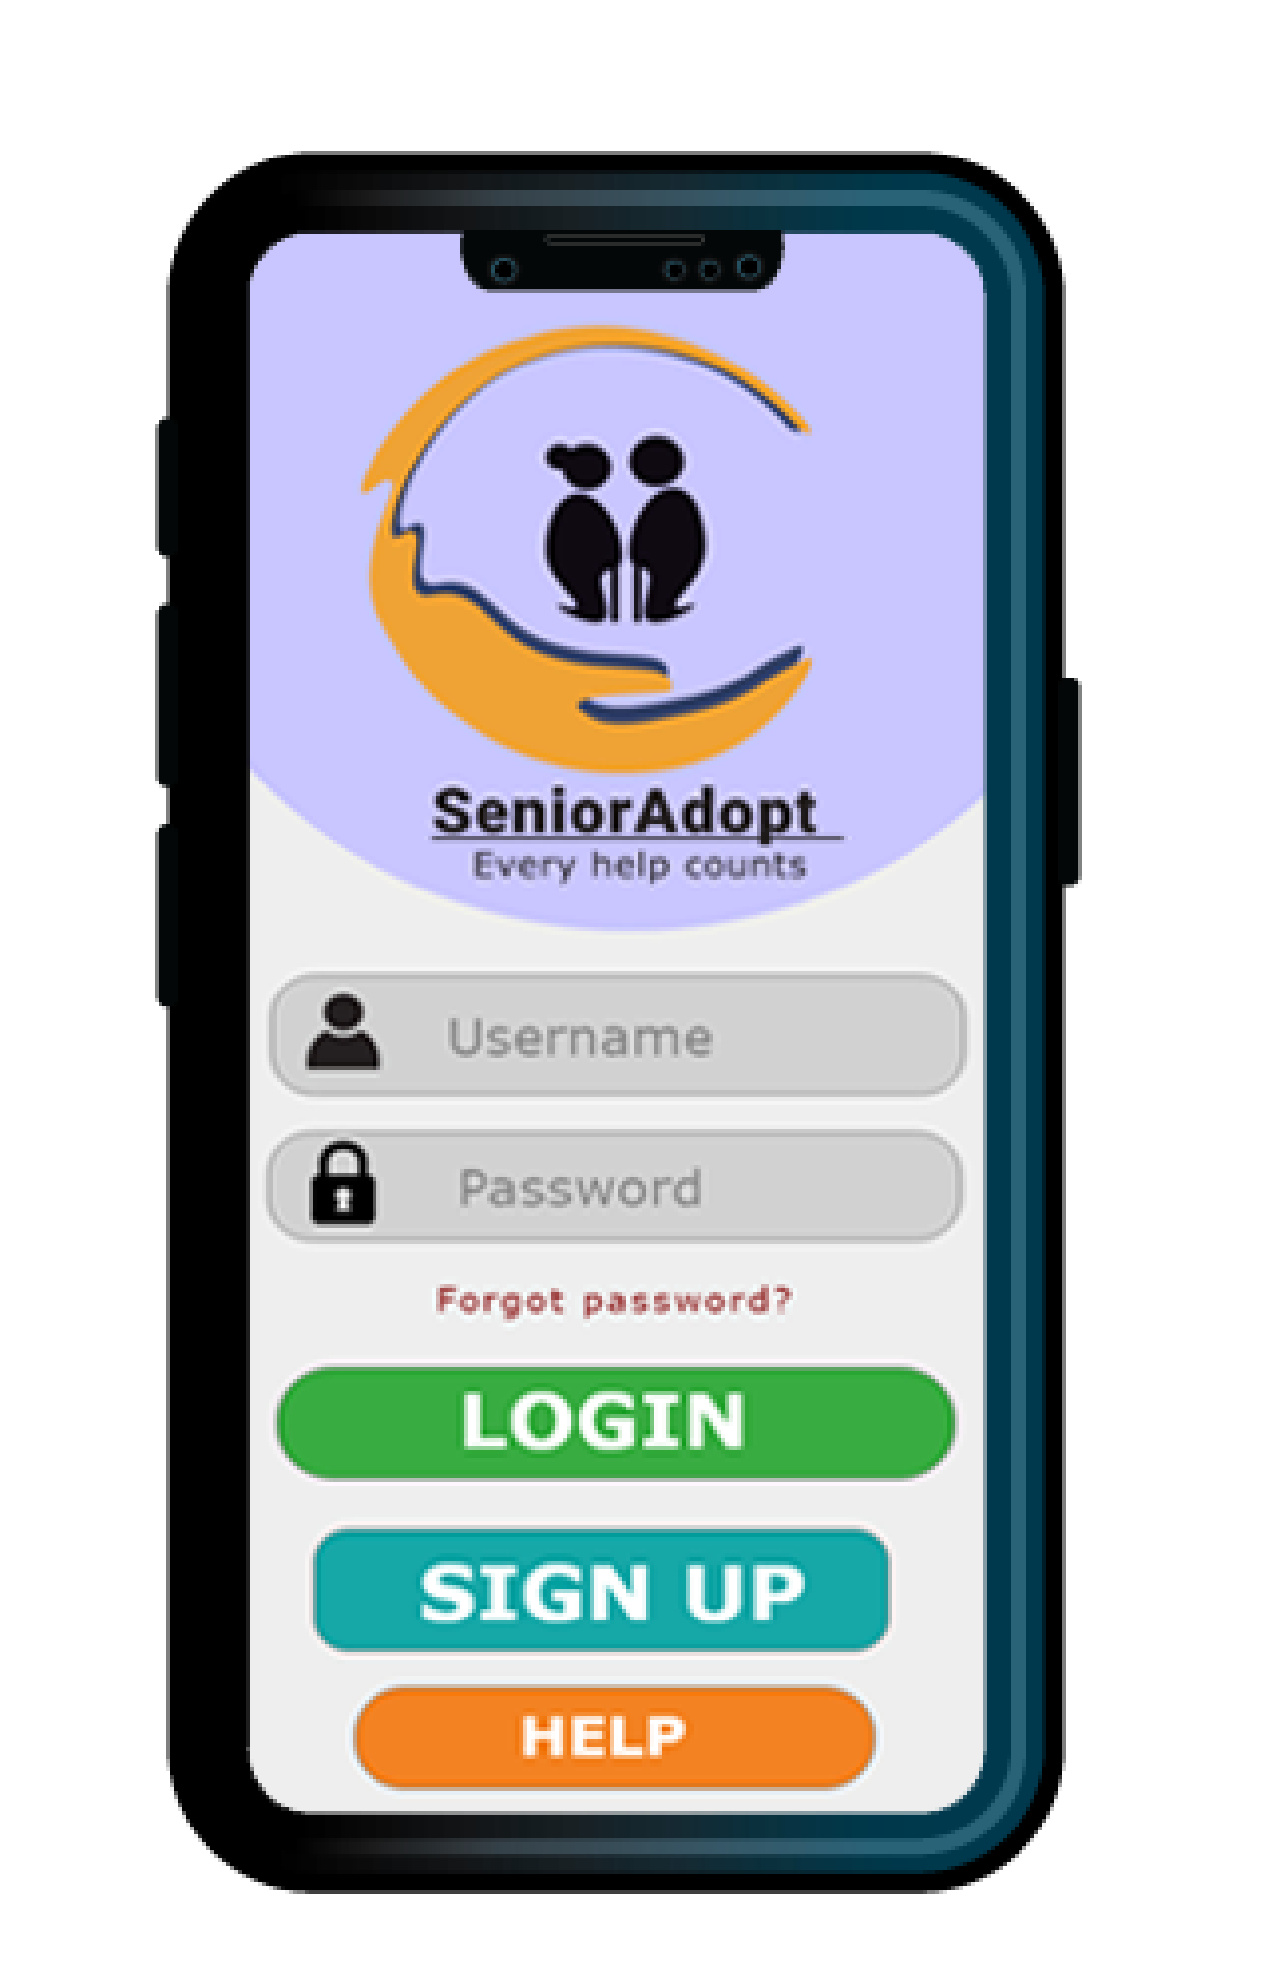 SeniorAdopt
Every help counts
Username
Password
Forgot password?
LOGIN
SIGN UP
HELP